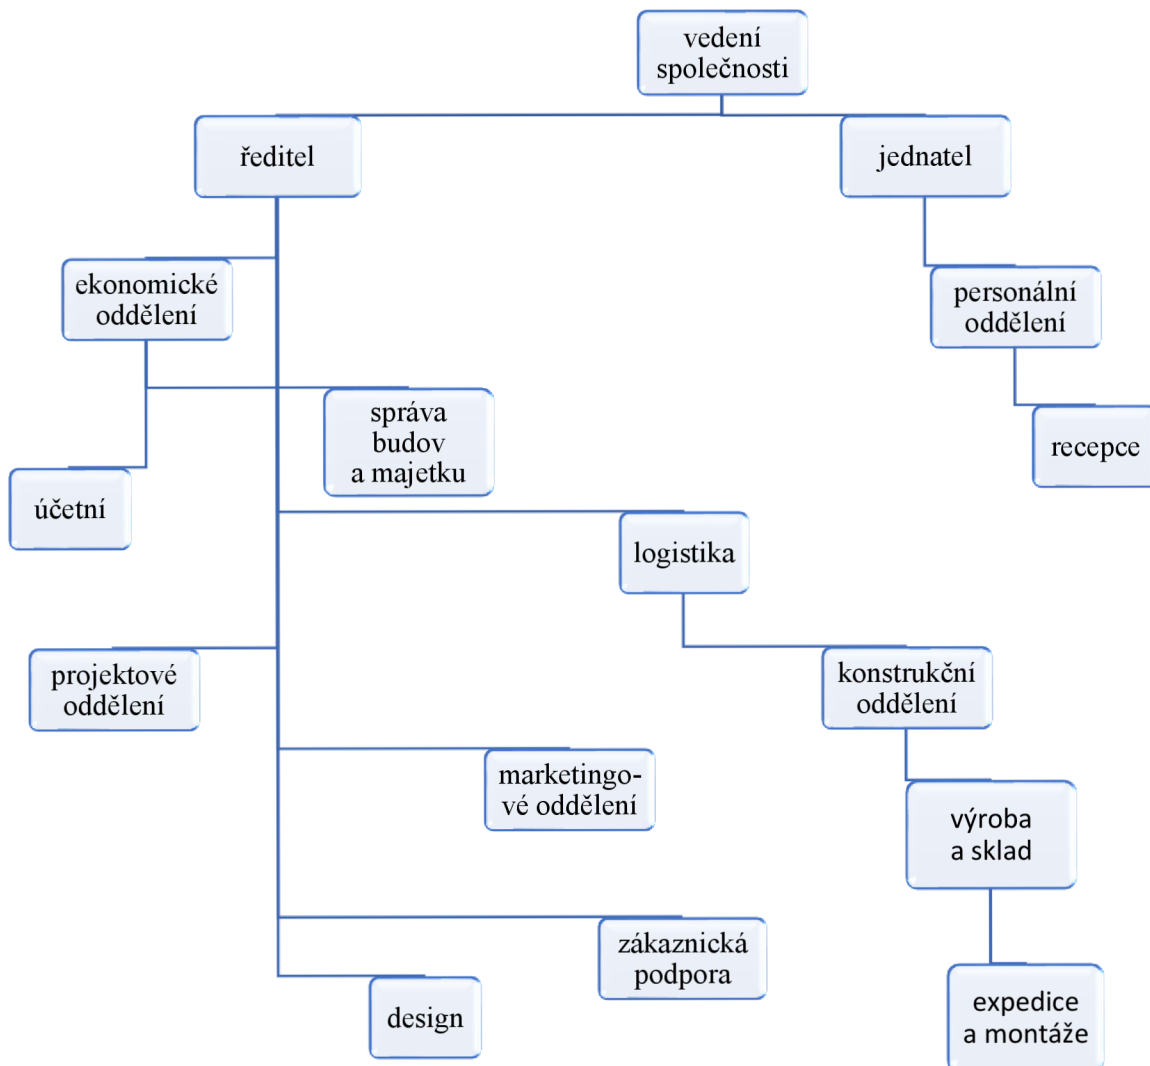 vedení
společnosti
ředitel
jednatel
ekonomické
oddělení
personální
oddělení
správa
budov
a majetku
recepce
účetní
logistika
projektové
oddělení
konstrukční
oddělení
marketingo-
vé oddělení
výroba
a sklad
zákaznická
podpora
design
expedice
a montáže